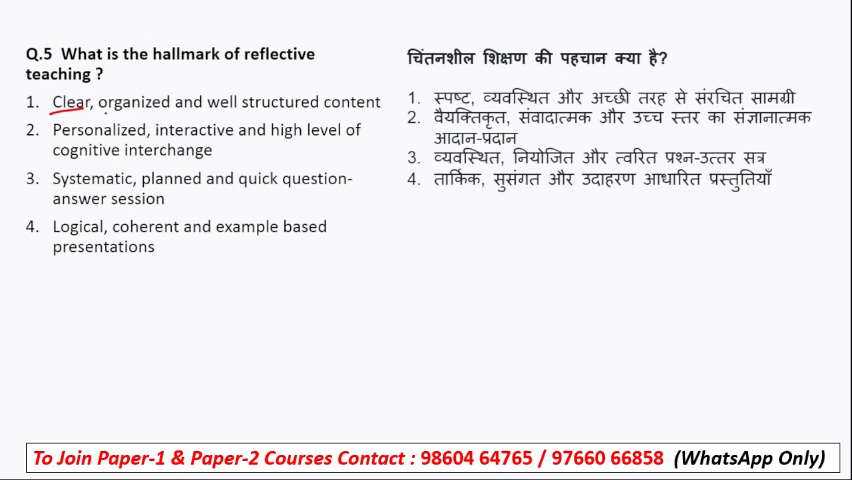 Q.5 What is the hallmark of reflective
teaching ?
1. Clear, organized and well structured content
2. Personalized, interactive and high level of
cognitive interchange
3. Systematic, planned and quick question-
answer session
4. Logical, coherent and example based
presentations
चिंतनशील शिक्षण की पहचान क्या है?
1. स्पष्ट, व्यवस्थित और अच्छी तरह से संरचित सामग्री
2. वैयक्तिकृत, संवादात्मक और उच्च स्तर का संज्ञानात्मक
आदान-प्रदान
3. व्यवस्थित, नियोजित और त्वरित प्रश्न-उत्तर सत्र
4. तार्किक, सुसंगत और उदाहरण आधारित प्रस्तुतियाँ
To Join Paper-1 & Paper-2 Courses Contact : 98604 64765 / 97660 66858 (WhatsApp Only)